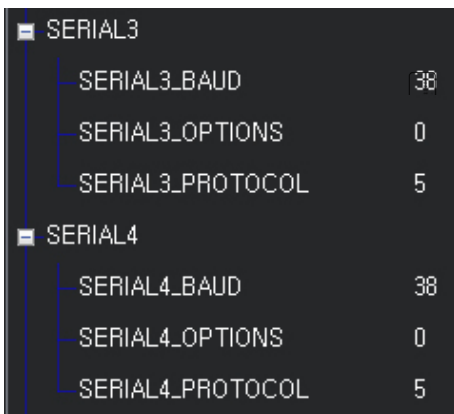 SERIAL3
SERIAL3_BAUD 38
SERIAL3_OPTIONS 0
SERIAL3_PROTOCOL 5
SERIAL4
SERIAL4_BAUD 38
SERIAL4_OPTIONS 0
SERIAL4_PROTOCOL 5